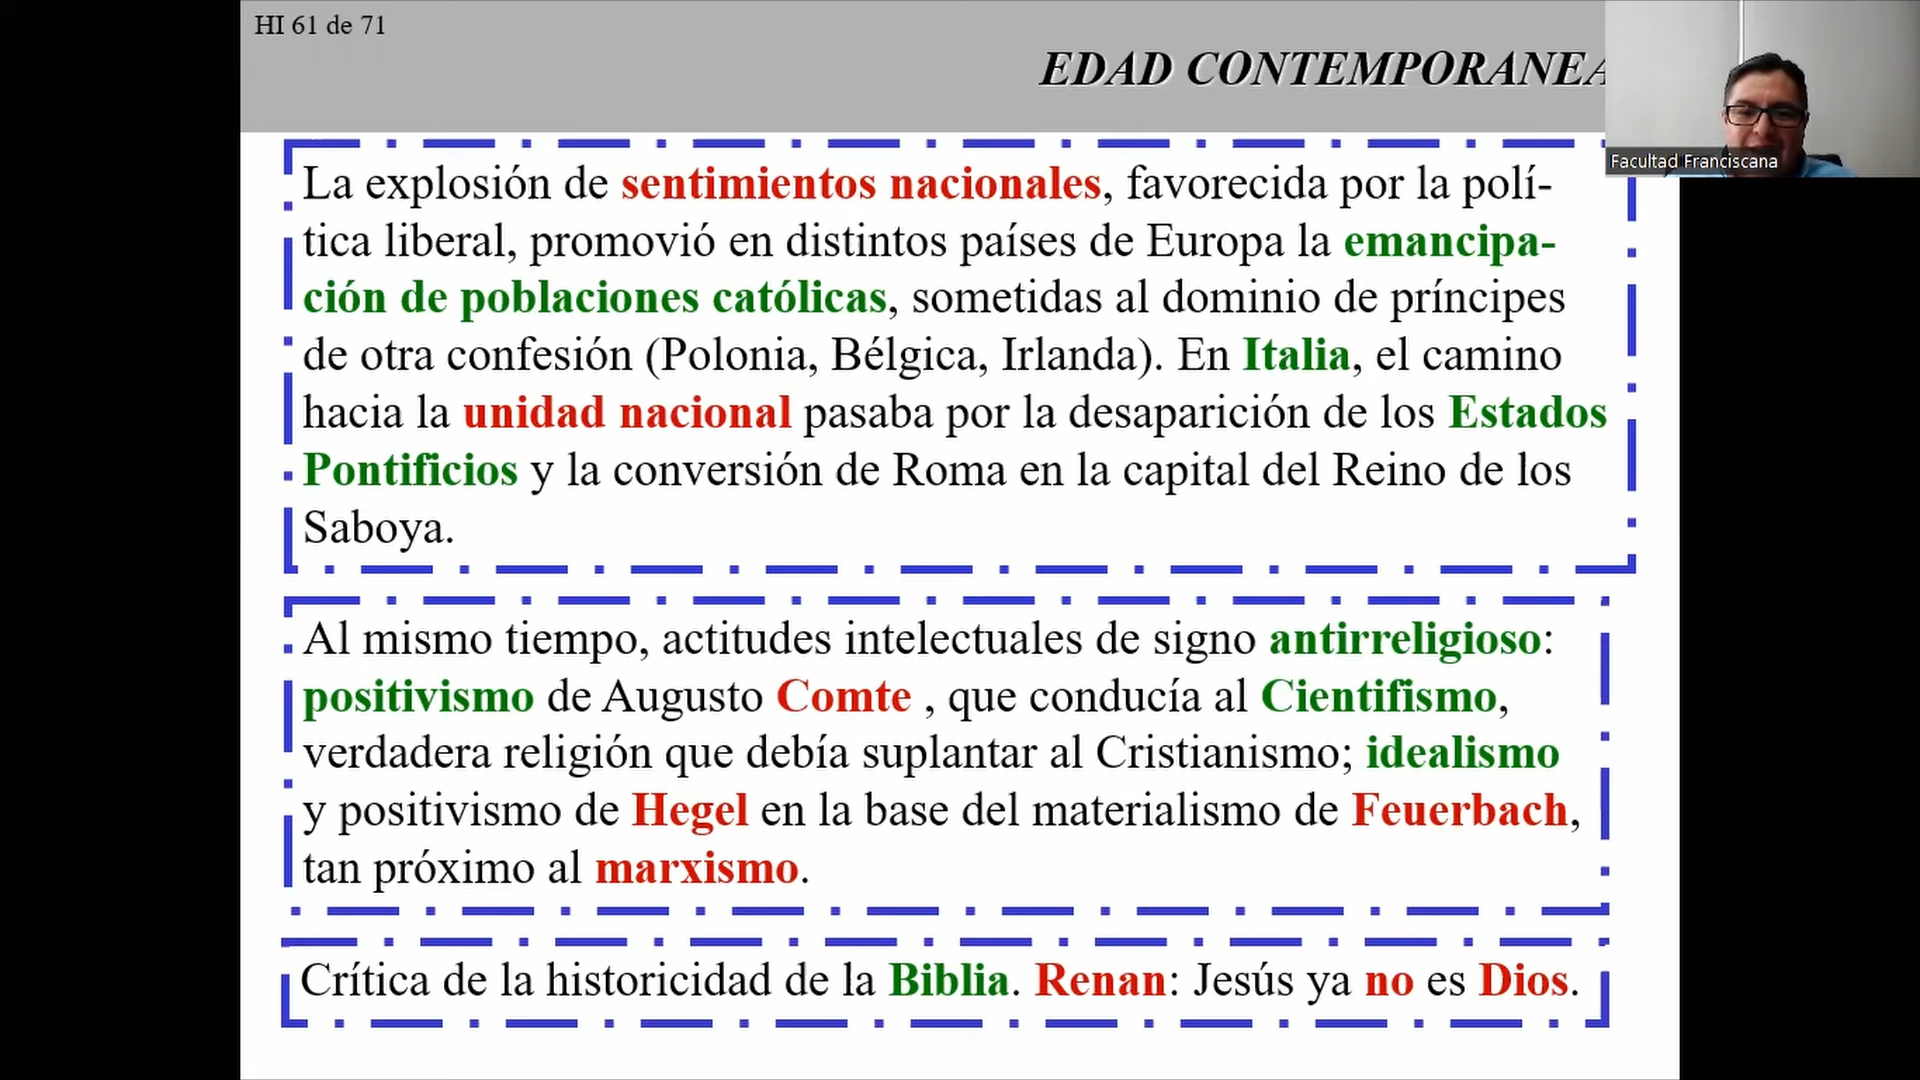 HI 61 de 71
EDAD CONTEMPORANEA
Facultad Franciscana
La explosión de sentimientos nacionales, favorecida por la polí-
tica liberal, promovió en distintos países de Europa la emancipa-
ción de poblaciones católicas, sometidas al dominio de príncipes
de otra confesión (Polonia, Bélgica, Irlanda). En Italia, el camino
hacia la unidad nacional pasaba por la desaparición de los Estados
Pontificios y la conversión de Roma en la capital del Reino de los
Saboya.
Al mismo tiempo, actitudes intelectuales de signo antirreligioso:
positivismo de Augusto Comte , que conducía al Cientifismo,
verdadera religión que debía suplantar al Cristianismo; idealismo
y positivismo de Hegel en la base del materialismo de Feuerbach,
tan próximo al marxismo.
Crítica de la historicidad de la Biblia. Renan: Jesús ya no es Dios.